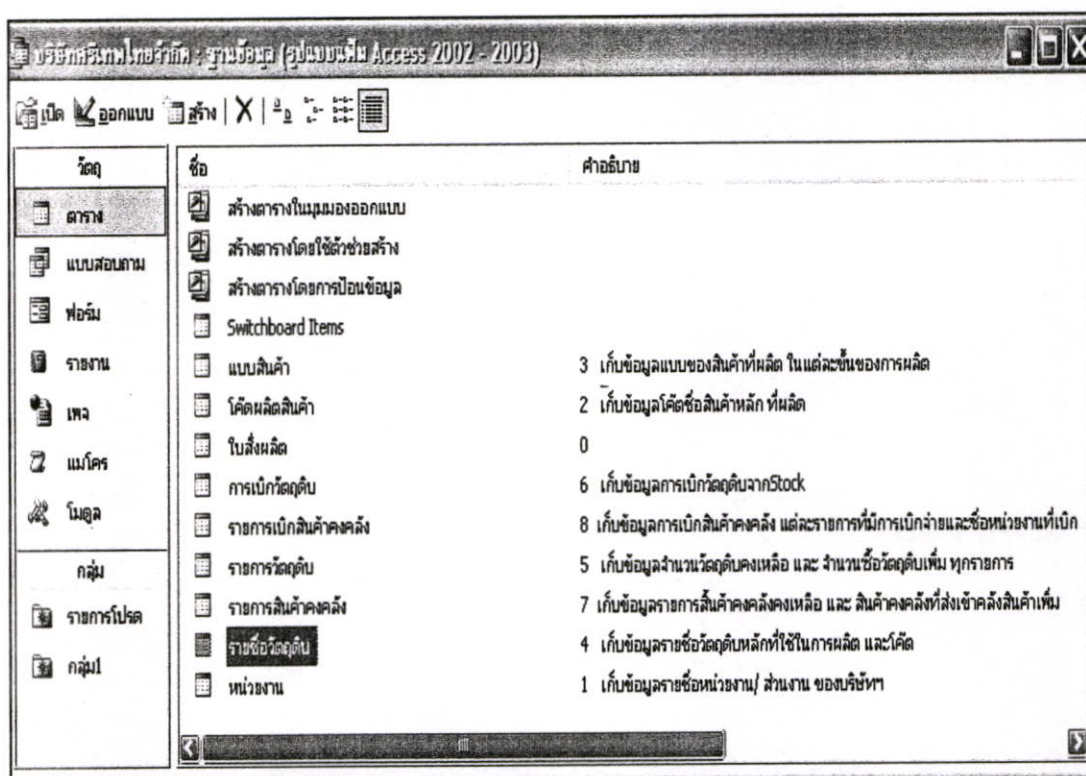 บริษัทศรีเทพไทยจำกัด : ฐานข้อมูล (รูปแบบแฟ้ม Access 2002 - 2003)
เปิด ออกแบบ สร้าง
วัตถุ
ตาราง
แบบสอบถาม
ฟอร์ม
รายงาน
เพจ
แมโคร
โมดูล
กลุ่ม
รายการโปรด
กลุ่ม1
ชื่อ คำอธิบาย
สร้างตารางในมุมมองออกแบบ
สร้างตารางโดยใช้ตัวช่วยสร้าง
สร้างตารางโดยการป้อนข้อมูล
Switchboard Items
แบบสินค้า 3 เก็บข้อมูลแบบของสินค้าที่ผลิต ในแต่ละขั้นของการผลิต
โค๊ตผลิตสินค้า 2 เก็บข้อมูลโค๊ตชื่อสินค้าหลัก ที่ผลิต
ใบสั่งผลิต 0
การเบิกวัตถุดิบ 6 เก็บข้อมูลการเบิกวัตถุดิบจากStock
รายการเบิกสินค้าคงคลัง 8 เก็บข้อมูลการเบิกสินค้าคงคลัง แต่ละรายการที่มีการเบิกจ่ายและชื่อหน่วยงานที่เบิก
รายการวัตถุดิบ 5 เก็บข้อมูลจำนวนวัตถุดิบคงเหลือ และ จำนวนซื้อวัตถุดิบเพิ่ม ทุกรายการ
รายการสินค้าคงคลัง 7 เก็บข้อมูลรายการสิ้นค้าคงคลังคงเหลือ และ สินค้าคงคลังที่ส่งเข้าคลังสินค้าเพิ่ม
รายชื่อวัตถุดิบ 4 เก็บข้อมูลรายชื่อวัตถุดิบหลักที่ใช้ในการผลิต และโค๊ต
หน่วยงาน 1 เก็บข้อมูลรายชื่อหน่วยงาน/ ส่วนงาน ของบริษัทฯ